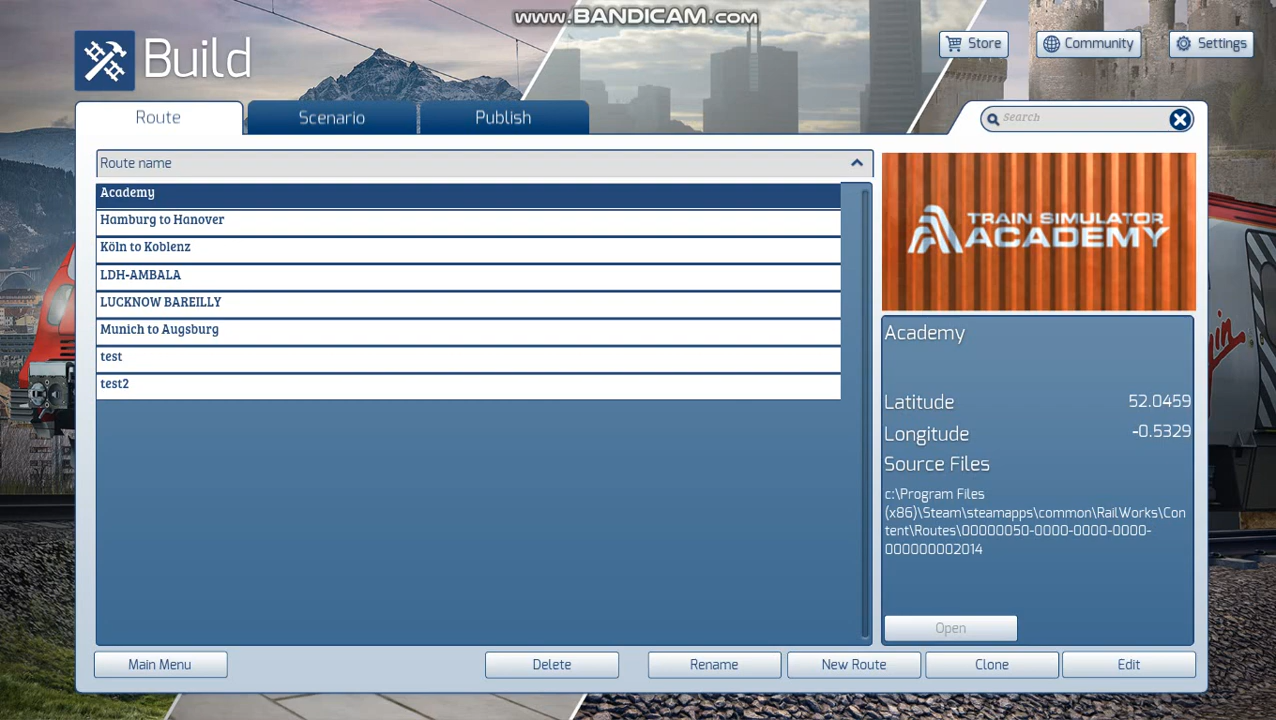 www.BANDICAM.com
Build
Store
Community
Settings
Route
Scenario
Publish
Search
Route name
Academy
Hamburg to Hanover
Köln to Koblenz
LDH-AMBALA
LUCKNOW BAREILLY
Munich to Augsburg
test
test2
TRAIN SIMULATOR
ACADEMY
Academy
Latitude 52.0459
Longitude -0.5329
Source Files
c:\Program Files
(x86)\Steam\steamapps\common\RailWorks\Con
tent\Routes\00000050-0000-0000-0000-
000000002014
Open
Main Menu
Delete
Rename
New Route
Clone
Edit
Virgin